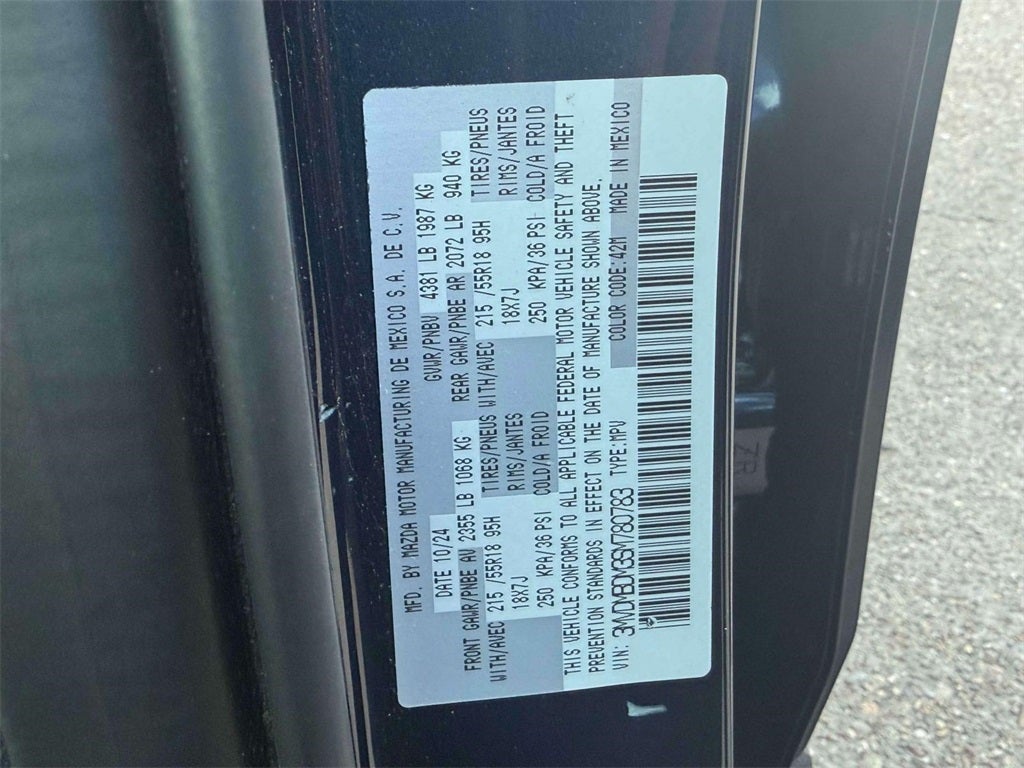 MFD. BY MAZDA MOTOR MANUFACTURING DE MEXICO S.A. DE C.V.
DATE 10/24 GVWR/PNBV 4381 LB 1987 KG
FRONT GAWR/PNBE AV 2355 LB 1068 KG REAR GAWR/PNBE AR 2072 LB 940 KG
WITH/AVEC 215 /55R18 95H TIRES/PNEUS WITH/AVEC 215 /55R18 95H TIRES/PNEUS
18X7J RIMS/JANTES 18X7J RIMS/JANTES
250 KPA/36 PSI COLD/A FROID 250 KPA/36 PSI COLD/A FROID
THIS VEHICLE CONFORMS TO ALL APPLICABLE FEDERAL MOTOR VEHICLE SAFETY AND THEFT
PREVENTION STANDARDS IN EFFECT ON THE DATE OF MANUFACTURE SHOWN ABOVE.
VIN: 3MVDMBDM3SM780783 TYPE:MPV COLOR CODE:42M MADE IN MEXICO